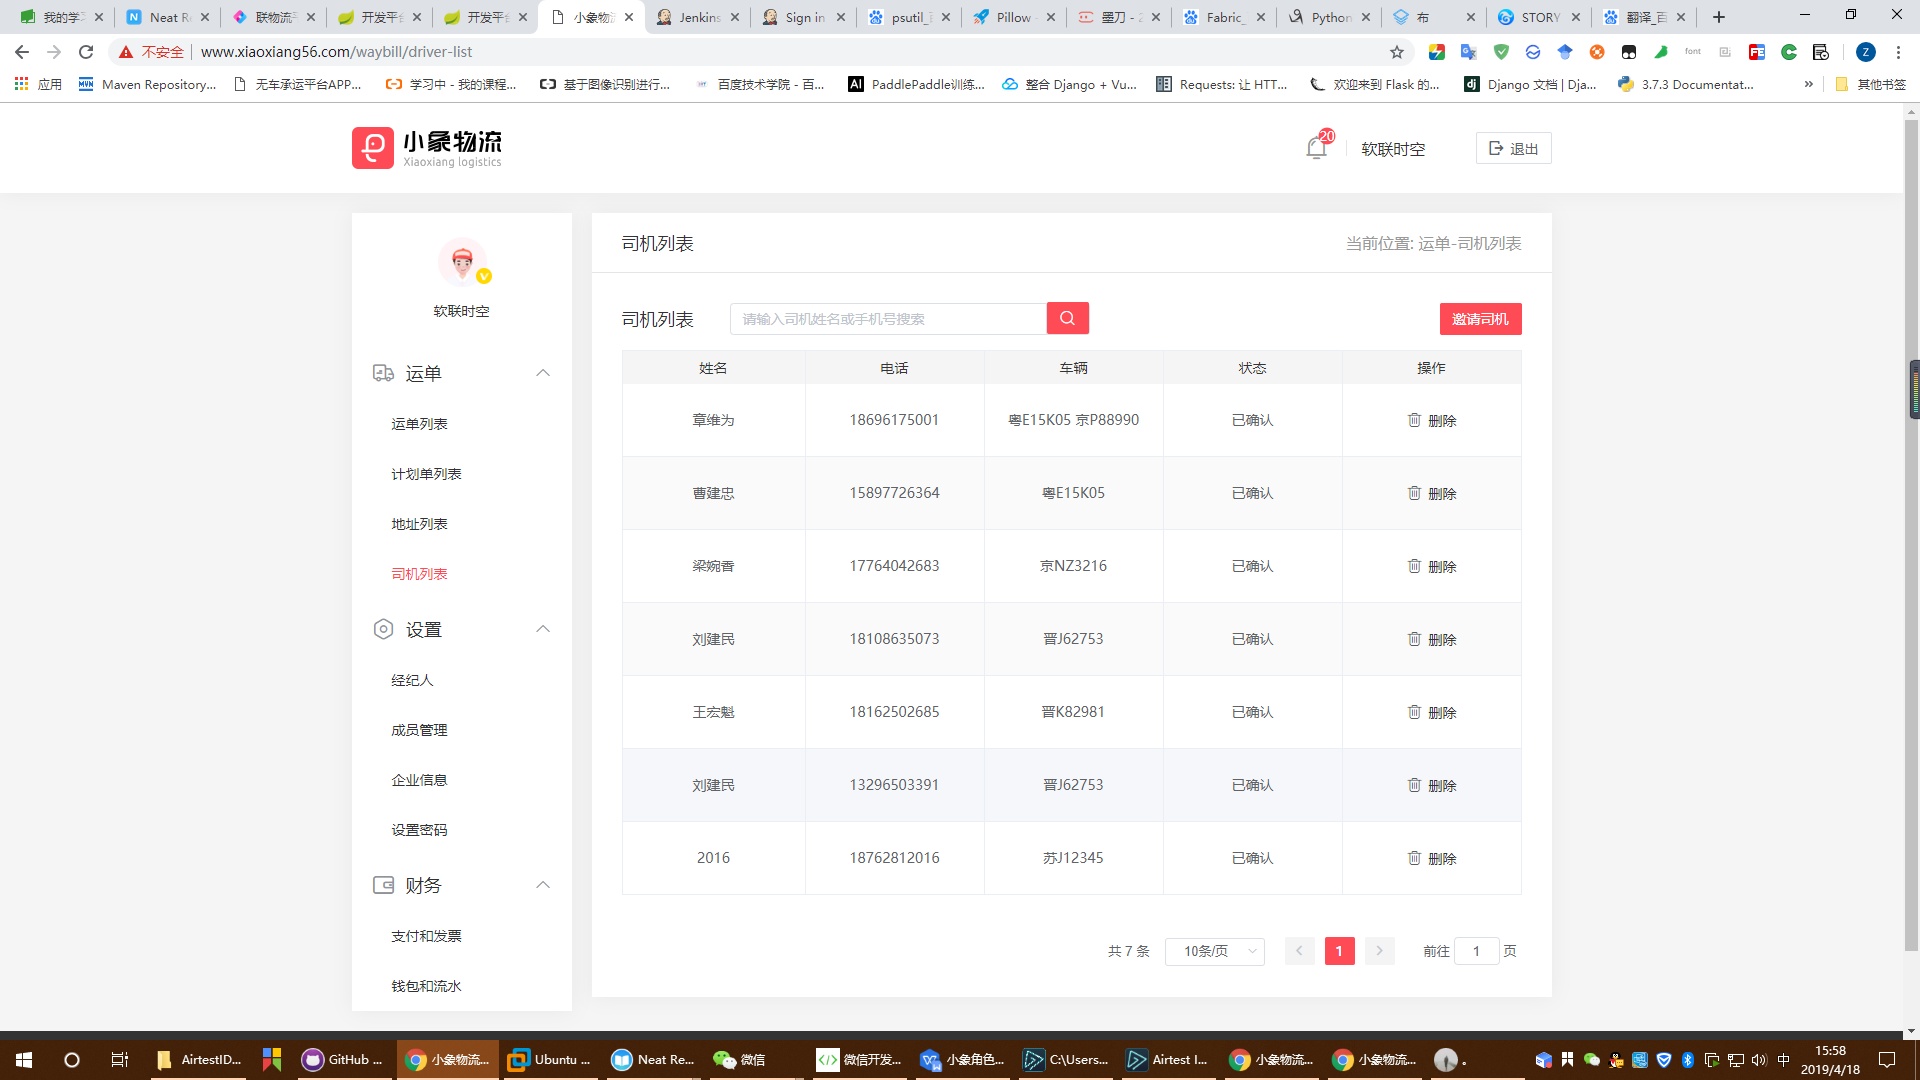 我的学 Neat R 联物流 开发平 开发平 小象物 Jenkins Sign in psutil_ Pillow 墨刀 - Fabric_ Python 布 STORY 翻译_百
不安全 www.xiaoxiang56.com/waybill/driver-list
应用 Maven Repository... 无车承运平台APP... 学习中 - 我的课程... 基于图像识别进行... 百度技术学院 - 百... PaddlePaddle训练... 整合 Django + Vu... Requests: 让 HTT... 欢迎来到 Flask 的... Django 文档 | Dja... 3.7.3 Documentat... » 其他书签
小象物流
Xiaoxiang logistics
20 软联时空 退出
软联时空
运单
运单列表
计划单列表
地址列表
司机列表
设置
经纪人
成员管理
企业信息
设置密码
财务
支付和发票
钱包和流水
司机列表 当前位置: 运单-司机列表
司机列表 请输入司机姓名或手机号搜索 邀请司机
姓名 电话 车辆 状态 操作
章维为 18696175001 粤E15K05 京P88990 已确认 删除
曹建忠 15897726364 粤E15K05 已确认 删除
梁婉香 17764042683 京NZ3216 已确认 删除
刘建民 18108635073 晋J62753 已确认 删除
王宏魁 18162502685 晋K82981 已确认 删除
刘建民 13296503391 晋J62753 已确认 删除
2016 18762812016 苏J12345 已确认 删除
共 7 条 10条/页 1 前往 1 页
AirtestID... GitHub ... 小象物流... Ubuntu ... Neat Re... 微信 微信开发... 小象角色... C:\Users... Airtest I... 小象物流... 小象物流... 中 15:58
2019/4/18